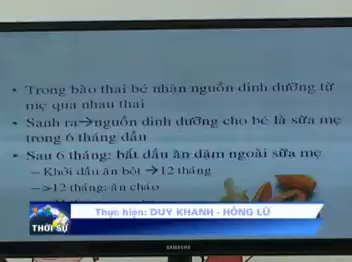 • Trong bào thai bé nhận nguồn dinh dưỡng từ
mẹ qua nhau thai
• Sanh ra→nguồn dinh dưỡng cho bé là sữa mẹ
trong 6 tháng đầu
• Sau 6 tháng: bắt đầu ăn dặm ngoài sữa mẹ
– Khởi đầu ăn bột →12 tháng
–>12 tháng: ăn cháo
Thực hiện: DUY KHANH - HỒNG LŨ
THỜI SỰ
SAMSUNG